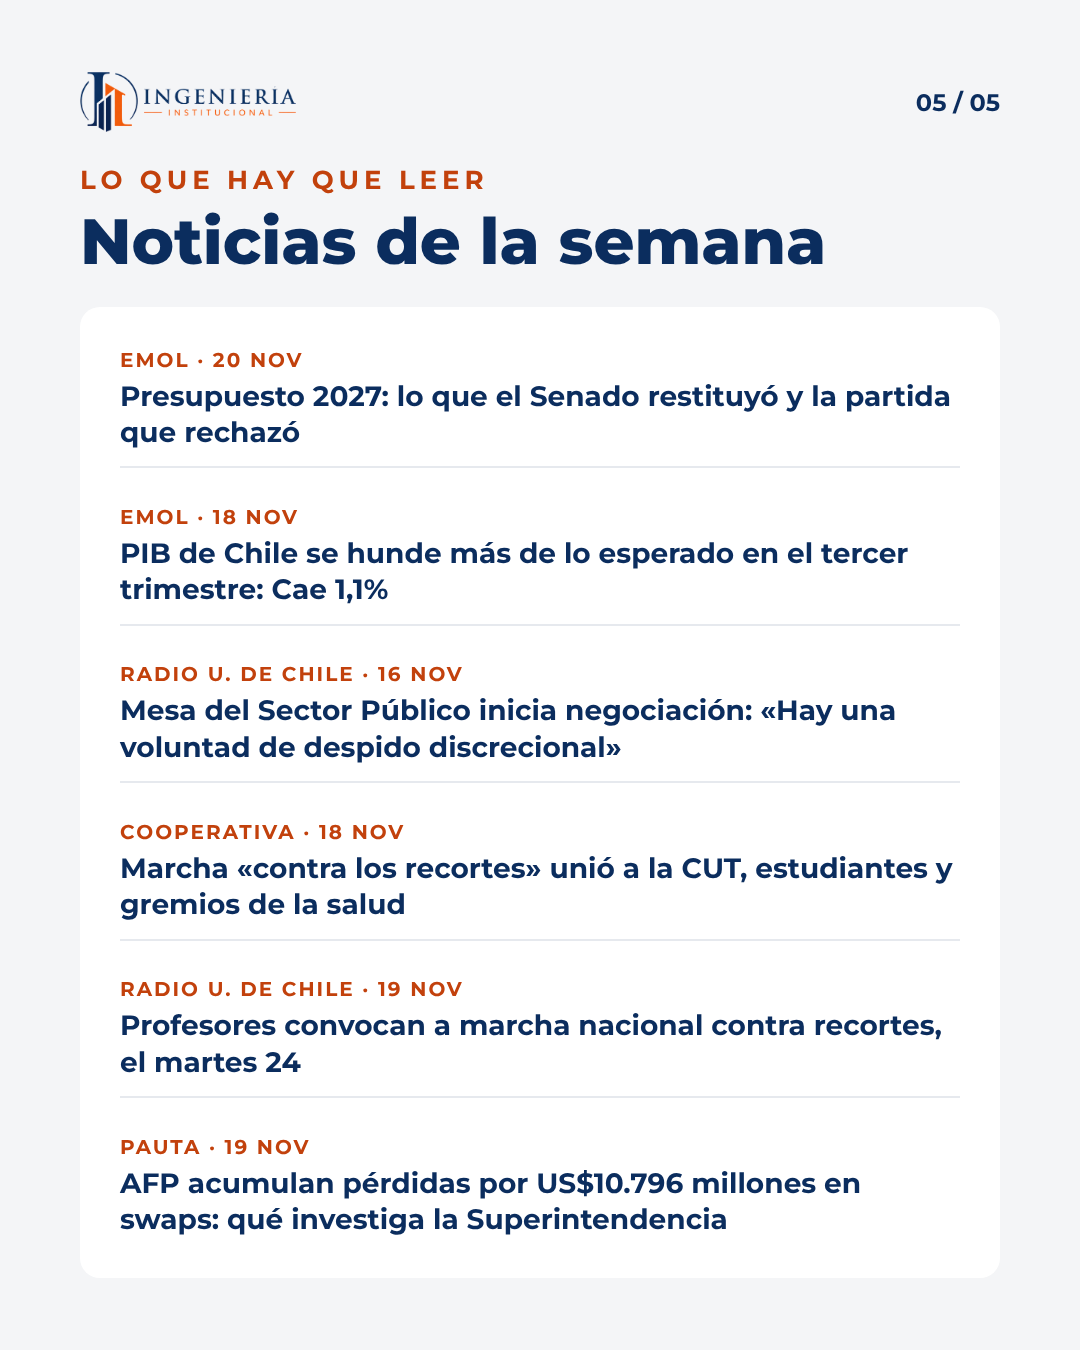 INGENIERIA
INSTITUCIONAL
05 / 05
LO QUE HAY QUE LEER
Noticias de la semana
EMOL · 20 NOV
Presupuesto 2027: lo que el Senado restituyó y la partida
que rechazó
EMOL · 18 NOV
PIB de Chile se hunde más de lo esperado en el tercer
trimestre: Cae 1,1%
RADIO U. DE CHILE · 16 NOV
Mesa del Sector Público inicia negociación: «Hay una
voluntad de despido discrecional»
COOPERATIVA · 18 NOV
Marcha «contra los recortes» unió a la CUT, estudiantes y
gremios de la salud
RADIO U. DE CHILE · 19 NOV
Profesores convocan a marcha nacional contra recortes,
el martes 24
PAUTA · 19 NOV
AFP acumulan pérdidas por US$10.796 millones en
swaps: qué investiga la Superintendencia